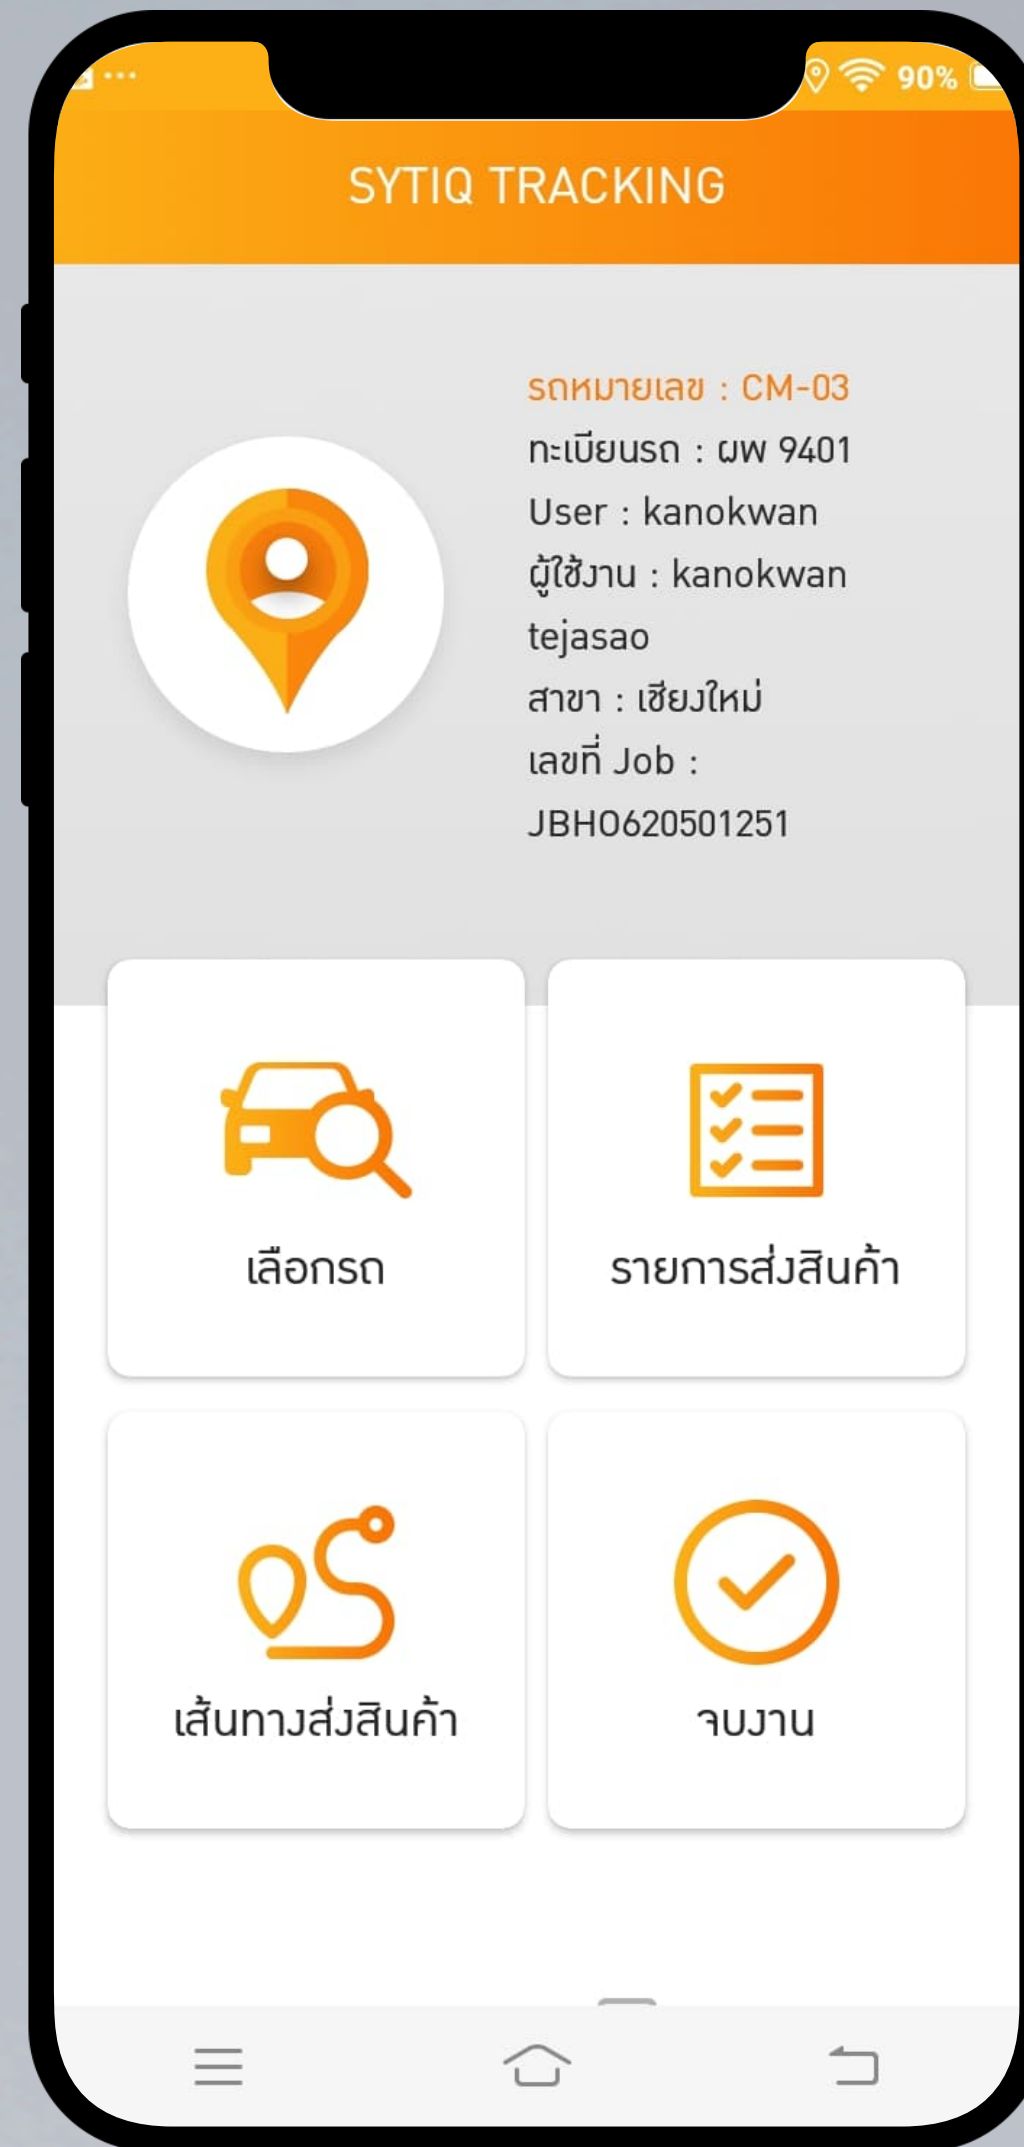 90%
SYTIQ TRACKING
รถหมายเลข : CM-03
ทะเบียนรถ : ผพ 9401
User : kanokwan
ผู้ใช้งาน : kanokwan
tejasao
สาขา : เชียงใหม่
เลขที่ Job :
JBHO620501251
เลือกรถ
รายการส่งสินค้า
เส้นทางส่งสินค้า
จบงาน